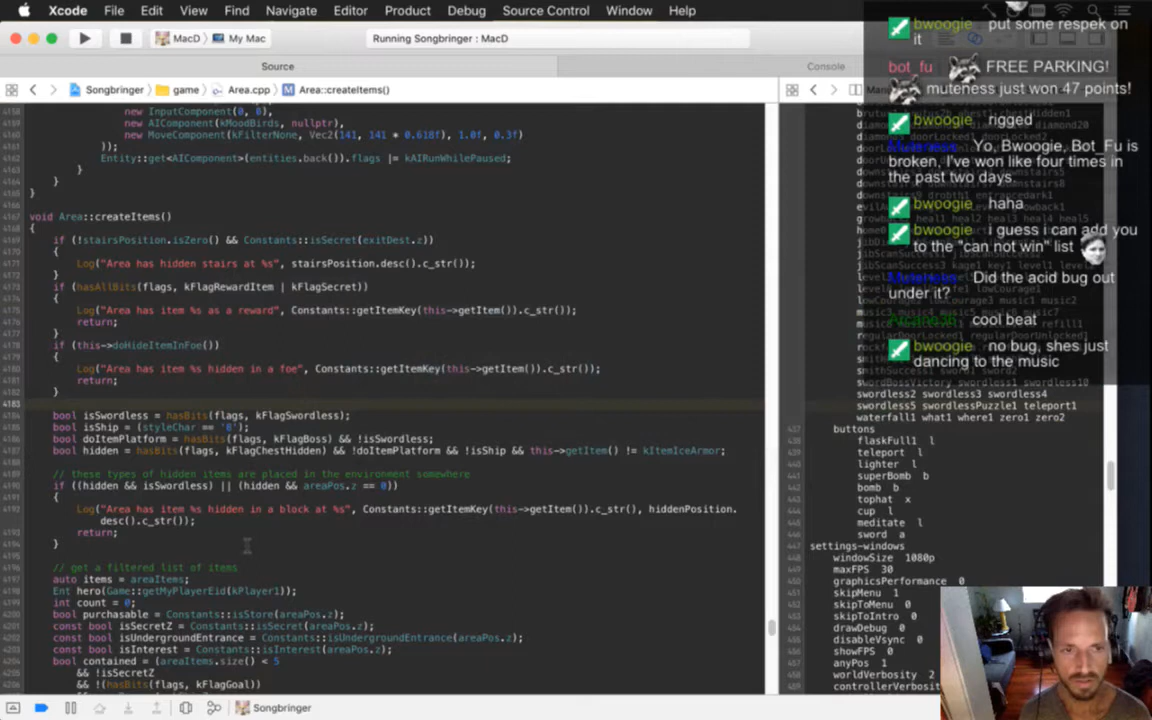 Xcode File Edit View Find Navigate Editor Product Debug Source Control Window Help
MacD My Mac
Running Songbringer : MacD
Source
Console
Songbringer game Area.cpp Area::createItems()
new InputComponent(0, 0),
new AIComponent(kMoodBirds, nullptr),
new MoveComponent(kFilterNone, Vec2(141, 141 * 0.618f), 1.0f, 0.3f)
));
Entity::get<AIComponent>(entities.back()).flags |= kAIRunWhilePaused;
}
}
}
void Area::createItems()
{
if (!stairsPosition.isZero() && Constants::isSecret(exitDest.z))
{
Log("Area has hidden stairs at %s", stairsPosition.desc().c_str());
}
if (hasAllBits(flags, kFlagRewardItem | kFlagSecret))
{
Log("Area has item %s as a reward", Constants::getItemKey(this->getItem()).c_str());
return;
}
if (this->doHideItemInFoe())
{
Log("Area has item %s hidden in a foe", Constants::getItemKey(this->getItem()).c_str());
return;
}
bool isSwordless = hasBits(flags, kFlagSwordless);
bool isShip = (styleChar == '8');
bool doItemPlatform = hasBits(flags, kFlagBoss) && !isSwordless;
bool hidden = hasBits(flags, kFlagChestHidden) && !doItemPlatform && !isShip && this->getItem() != kItemIceArmor;
// these types of hidden items are placed in the environment somewhere
if ((hidden && isSwordless) || (hidden && areaPos.z == 0))
{
Log("Area has item %s hidden in a block at %s", Constants::getItemKey(this->getItem()).c_str(), hiddenPosition.
desc().c_str());
return;
}
// get a filtered list of items
auto items = areaItems;
Ent hero(Game::getMyPlayerEid(kPlayer1));
int count = 0;
bool purchasable = Constants::isStore(areaPos.z);
const bool isSecretZ = Constants::isSecret(areaPos.z);
const bool isUndergroundEntrance = Constants::isUndergroundEntrance(areaPos.z);
const bool isInterest = Constants::isInterest(areaPos.z);
bool contained = (areaItems.size() < 5
&& !isSecretZ
&& !(hasBits(flags, kFlagGoal))
Songbringer
bwoogie put some respek on
it
bot_fu FREE PARKING!
muteness just won 47 points!
bwoogie rigged
Yo, Bwoogie, Bot_Fu is
broken, I've won like four times in
the past two days.
bwoogie haha
bwoogie i guess i can add you
to the "can not win" list
Did the acid bug out
under it?
cool beat
bwoogie no bug, shes just
dancing to the music
swordless2 swordless3 swordless4
swordless5 swordlessPuzzle1 teleport1
waterfall1 what1 where1 zero1 zero2
buttons
flaskFull1 l
teleport l
lighter l
superBomb b
bomb b
tophat x
cup l
meditate l
sword a
settings-windows
windowSize 1080p
maxFPS 30
graphicsPerformance 0
skipMenu 1
skipToMenu 0
skipToIntro 0
drawDebug 0
disableVsync 0
showFPS 0
anyPos 1
worldVerbosity 2
controllerVerbosi